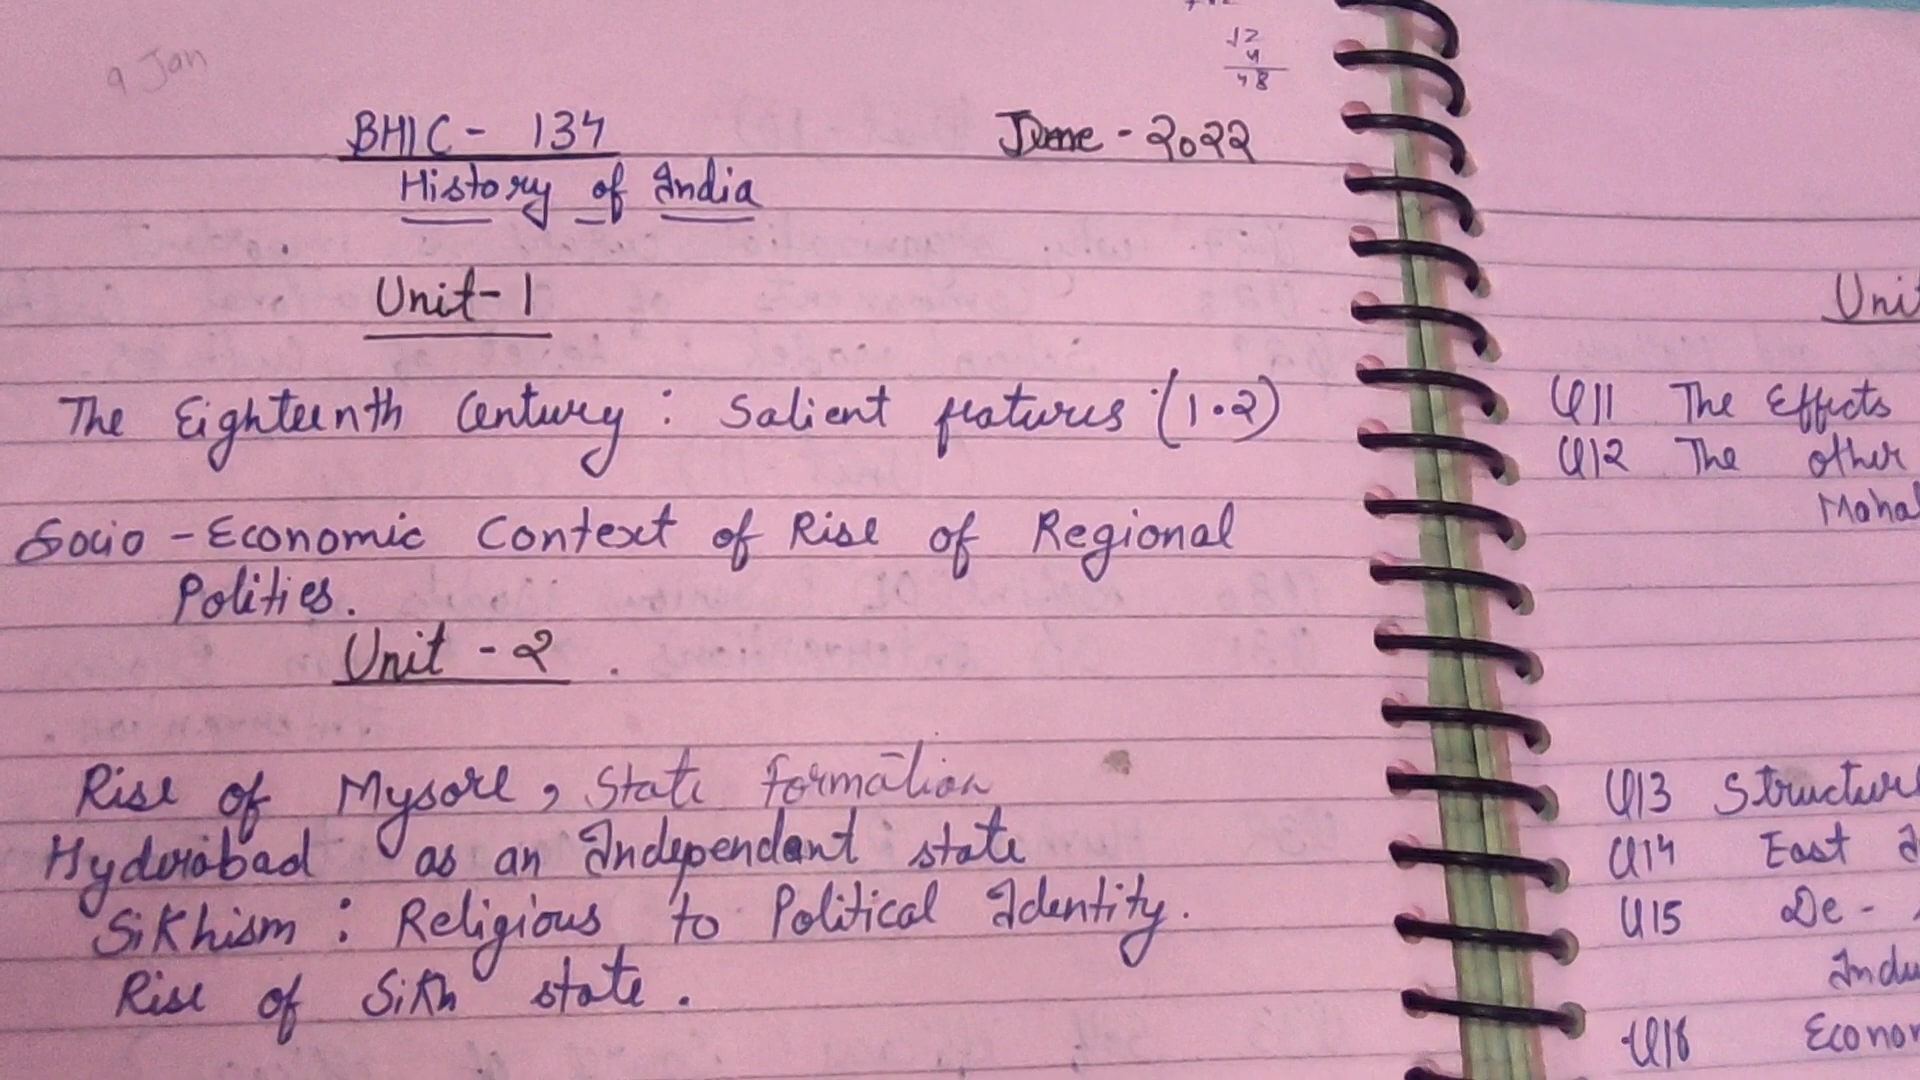 9 Jan
12
4
48
BHIC - 134
June - 2022
History of India
Unit - 1
The Eighteenth Century : Salient features (1.2)
Socio - Economic Context of Rise of Regional
Polities.
Unit - 2
Rise of Mysore, State formation
Hyderabad as an Independant state
Sikhism : Religious to Political Identity.
Rise of Sikh state.
Uni
U11 The Effects
U12 The other
Mahal
U13 Structure
U14 East
U15 De -
Indu
U16 Econo